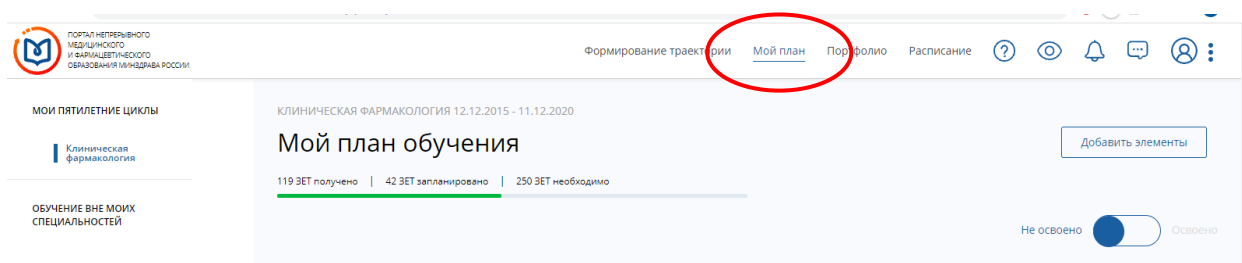 ПОРТАЛ НЕПРЕРЫВНОГО
МЕДИЦИНСКОГО
И ФАРМАЦЕВТИЧЕСКОГО
ОБРАЗОВАНИЯ МИНЗДРАВА РОССИИ
Формирование траектории Мой план Портфолио Расписание
МОИ ПЯТИЛЕТНИЕ ЦИКЛЫ
Клиническая
фармакология
ОБУЧЕНИЕ ВНЕ МОИХ
СПЕЦИАЛЬНОСТЕЙ
КЛИНИЧЕСКАЯ ФАРМАКОЛОГИЯ 12.12.2015 - 11.12.2020
Мой план обучения
Добавить элементы
119 ЗЕТ получено | 42 ЗЕТ запланировано | 250 ЗЕТ необходимо
Не освоено Освоено